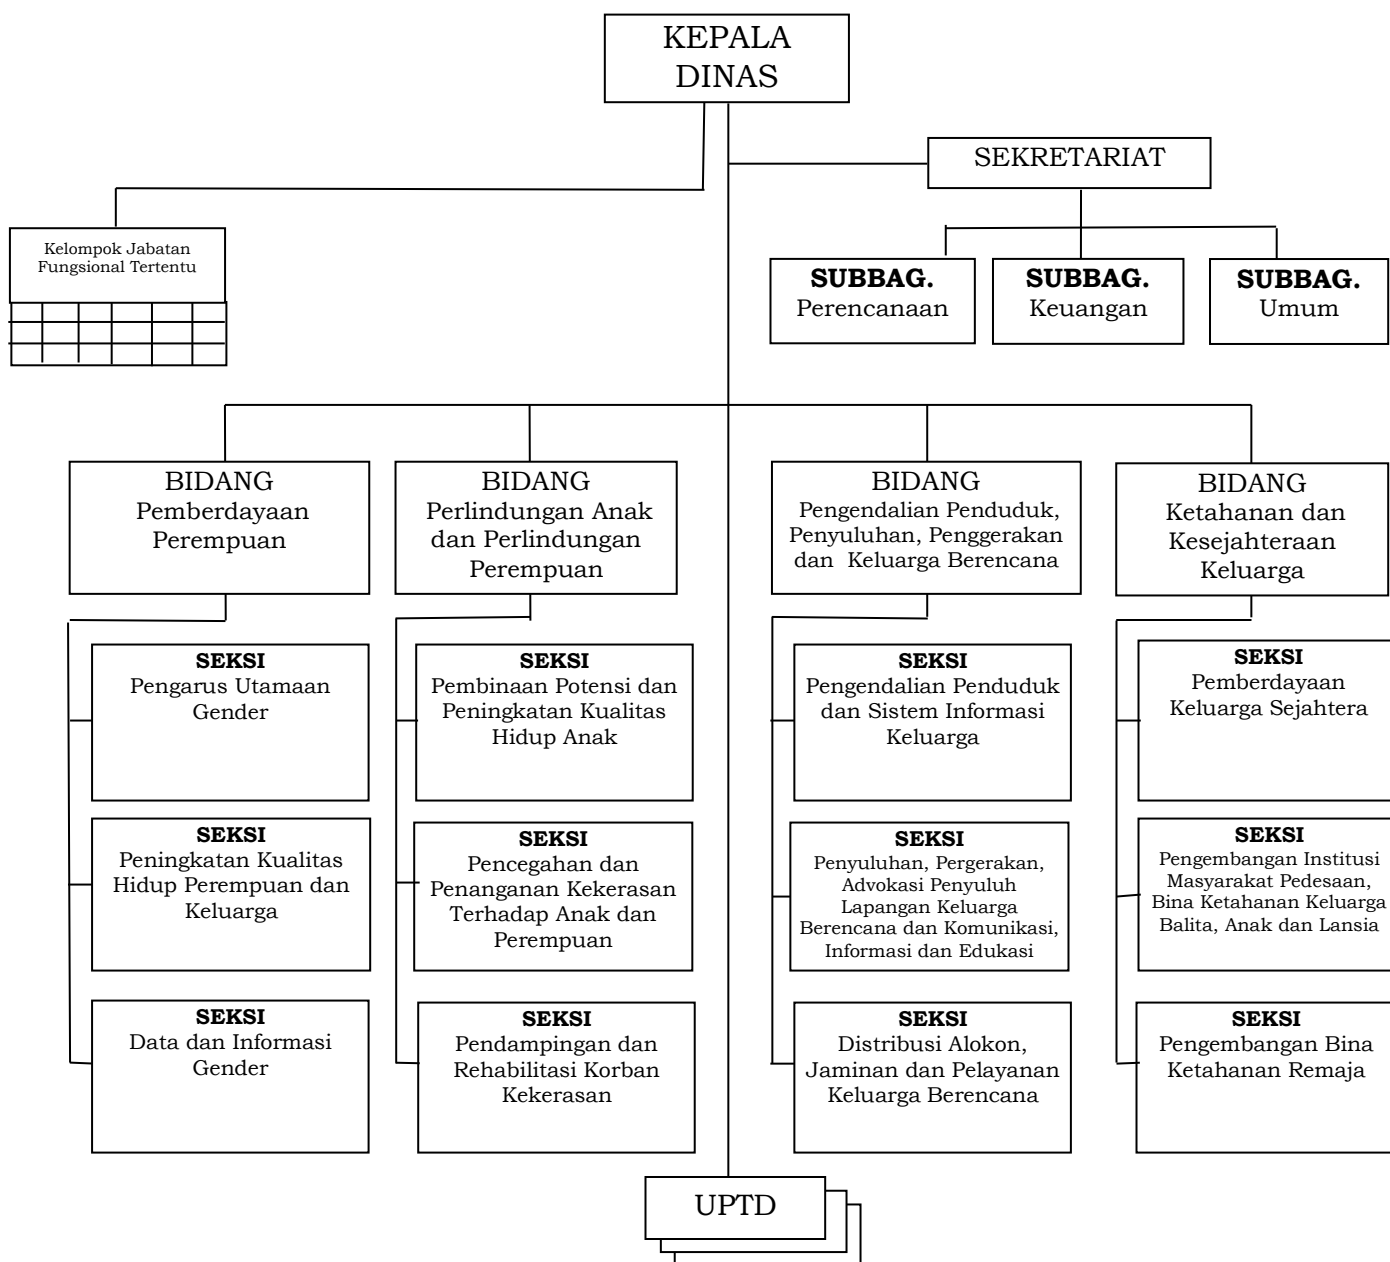 KEPALA
DINAS
SEKRETARIAT
Kelompok Jabatan
Fungsional Tertentu
SUBBAG.
Perencanaan
SUBBAG.
Keuangan
SUBBAG.
Umum
BIDANG
Pemberdayaan
Perempuan
BIDANG
Perlindungan Anak
dan Perlindungan
Perempuan
BIDANG
Pengendalian Penduduk,
Penyuluhan, Penggerakan
dan Keluarga Berencana
BIDANG
Ketahanan dan
Kesejahteraan
Keluarga
SEKSI
Pengarus Utamaan
Gender
SEKSI
Pembinaan Potensi dan
Peningkatan Kualitas
Hidup Anak
SEKSI
Pengendalian Penduduk
dan Sistem Informasi
Keluarga
SEKSI
Pemberdayaan
Keluarga Sejahtera
SEKSI
Peningkatan Kualitas
Hidup Perempuan dan
Keluarga
SEKSI
Pencegahan dan
Penanganan Kekerasan
Terhadap Anak dan
Perempuan
SEKSI
Penyuluhan, Pergerakan,
Advokasi Penyuluh
Lapangan Keluarga
Berencana dan Komunikasi,
Informasi dan Edukasi
SEKSI
Pengembangan Institusi
Masyarakat Pedesaan,
Bina Ketahanan Keluarga
Balita, Anak dan Lansia
SEKSI
Data dan Informasi
Gender
SEKSI
Pendampingan dan
Rehabilitasi Korban
Kekerasan
SEKSI
Distribusi Alokon,
Jaminan dan Pelayanan
Keluarga Berencana
SEKSI
Pengembangan Bina
Ketahanan Remaja
UPTD